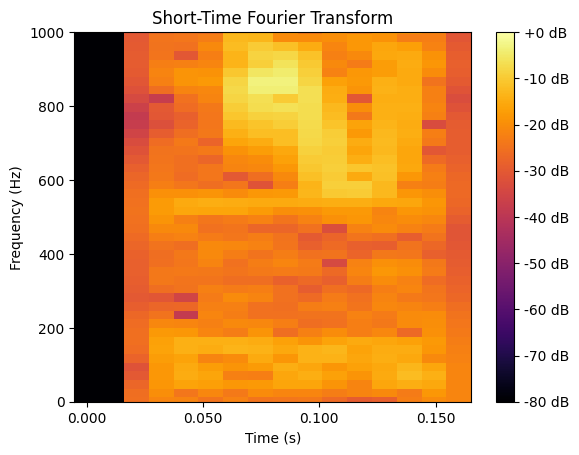 Short-Time Fourier Transform
1000
800
600
400
200
0
Frequency (Hz)
0.000
0.050
0.100
0.150
Time (s)
+0 dB
-10 dB
-20 dB
-30 dB
-40 dB
-50 dB
-60 dB
-70 dB
-80 dB